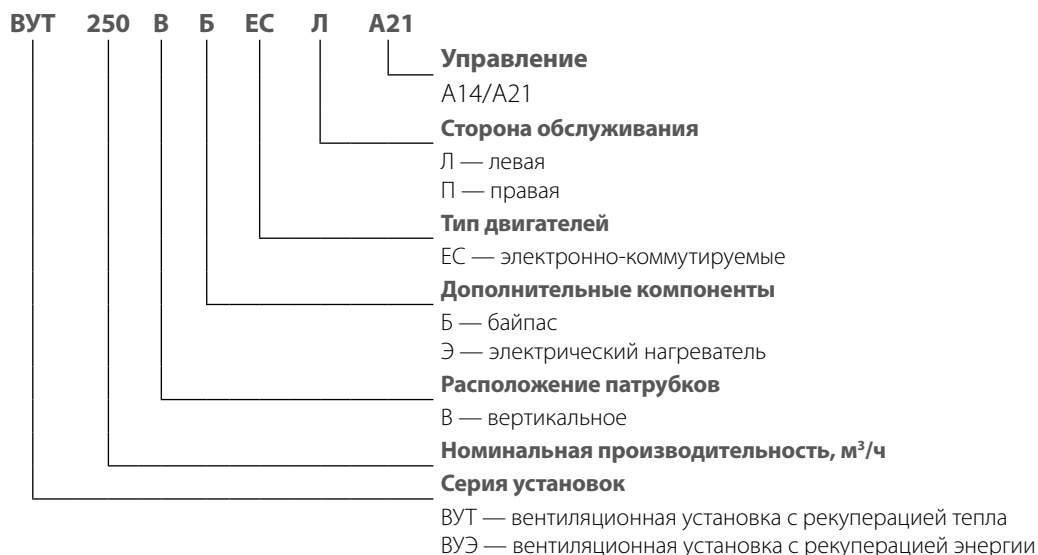 ВУТ 250 В Б ЕС Л А21
Управление
А14/А21
Сторона обслуживания
Л — левая
П — правая
Тип двигателей
ЕС — электронно-коммутируемые
Дополнительные компоненты
Б — байпас
Э — электрический нагреватель
Расположение патрубков
В — вертикальное
Номинальная производительность, м³/ч
Серия установок
ВУТ — вентиляционная установка с рекуперацией тепла
ВУЭ — вентиляционная установка с рекуперацией энергии